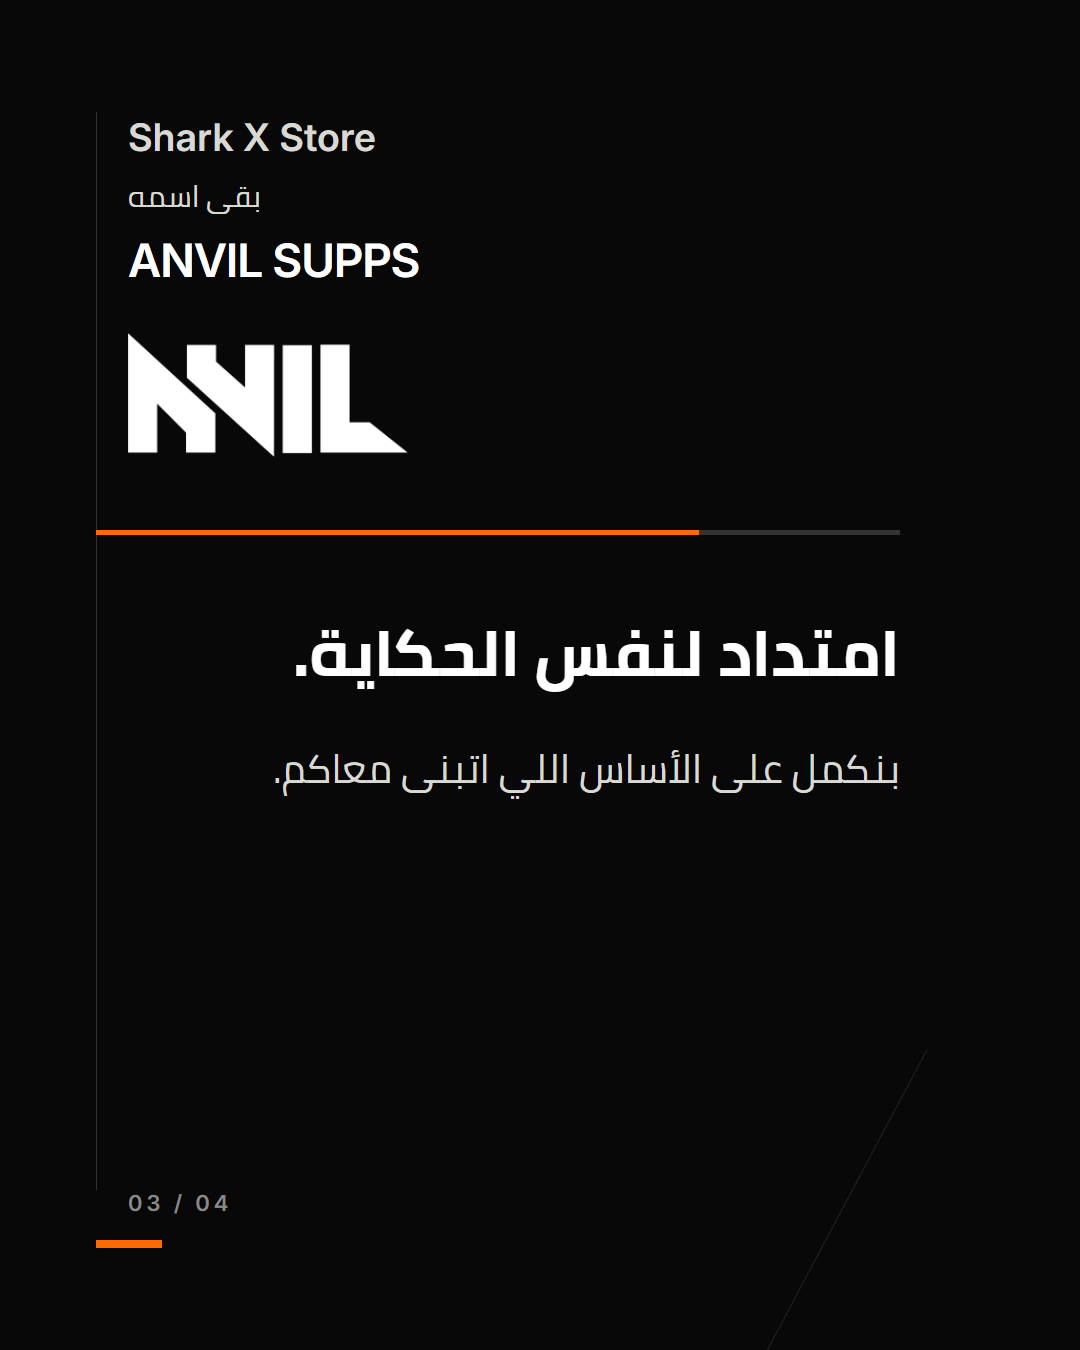 Shark X Store
بقى اسمه
ANVIL SUPPS
ANVIL
امتداد لنفس الحكاية.
بنكمل على الأساس اللي اتبنى معاكم.
03 / 04